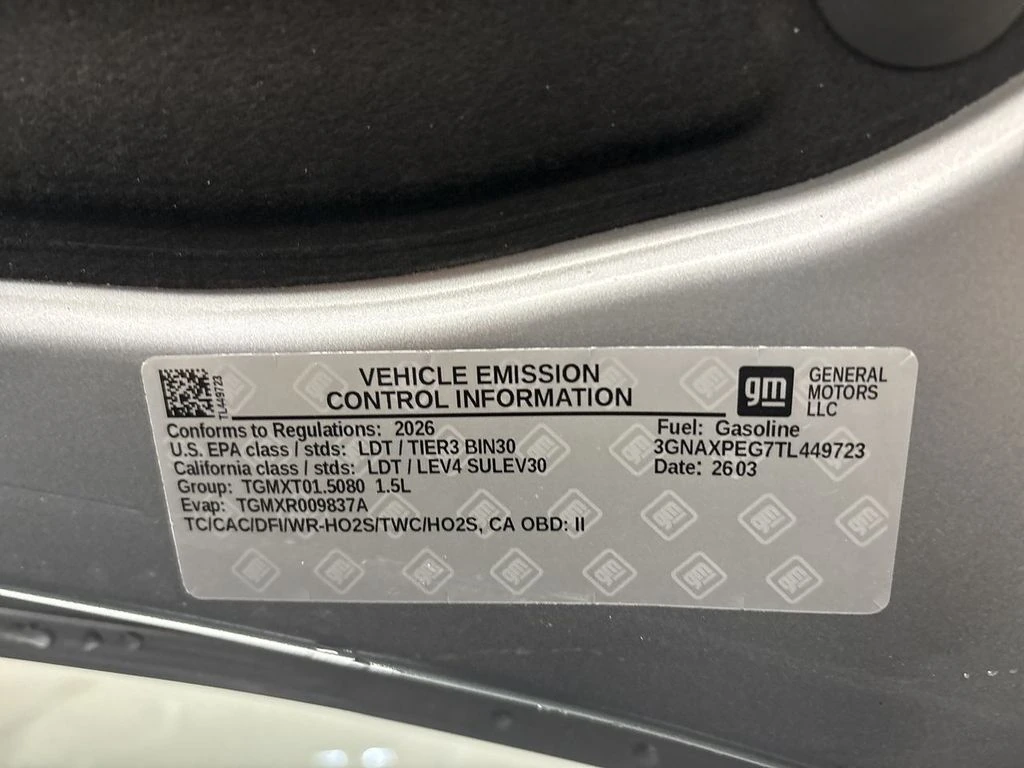 VEHICLE EMISSION
CONTROL INFORMATION
TL449723
gm
GENERAL
MOTORS
LLC
Conforms to Regulations: 2026
Fuel: Gasoline
U.S. EPA class / stds: LDT / TIER3 BIN30
3GNAXPEG7TL449723
California class / stds: LDT / LEV4 SULEV30
Date: 2603
Group: TGMXT01.5080 1.5L
Evap: TGMXR009837A
TC/CAC/DFI/WR-HO2S/TWC/HO2S, CA OBD: II